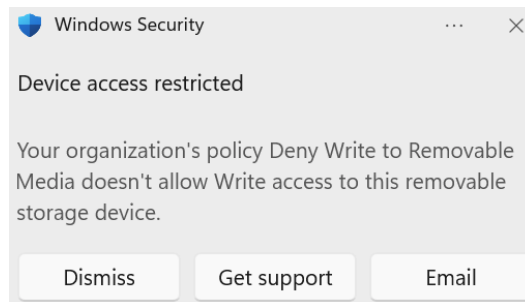 Windows Security
Device access restricted
Your organization's policy Deny Write to Removable
Media doesn't allow Write access to this removable
storage device.
Dismiss Get support Email